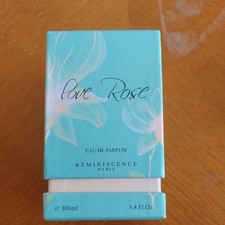 love Rose
EAU DE PARFUM
REMINISCENCE
PARIS
℮ 100 ml 3.4 Fl.Oz.